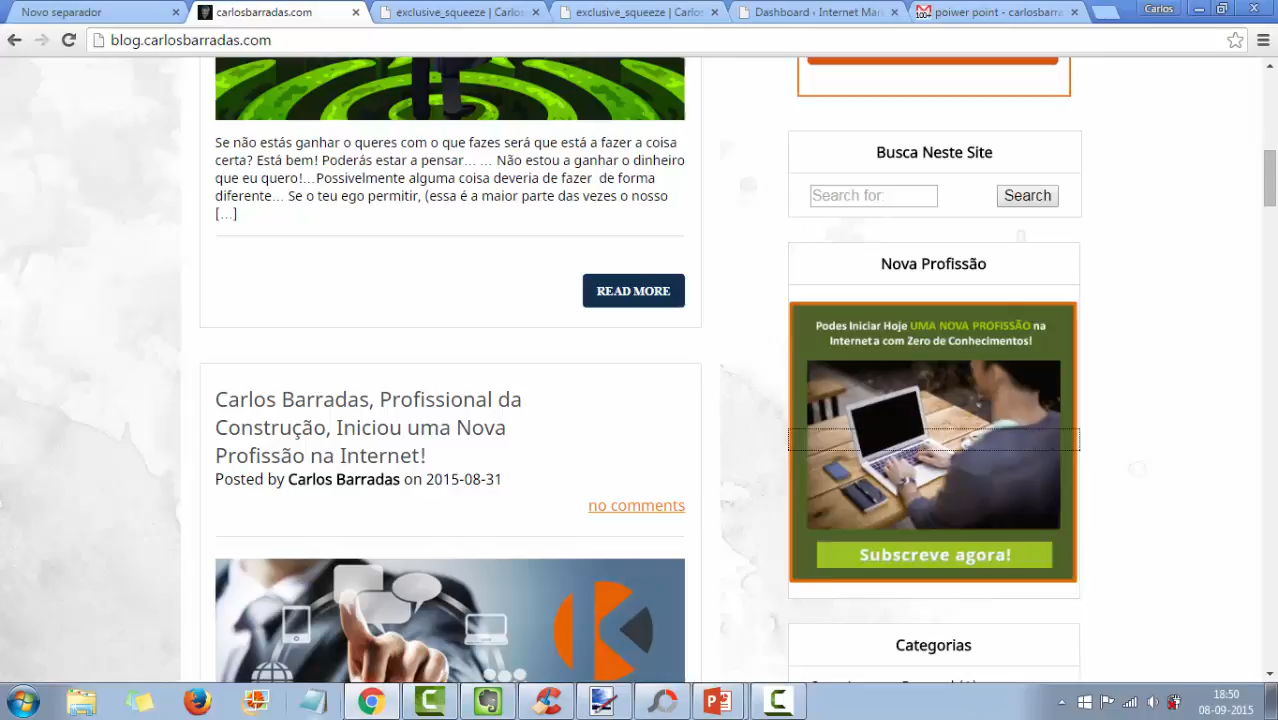 Novo separador
carlosbarradas.com
exclusive_squeeze | Carlos
exclusive_squeeze | Carlos
Dashboard ‹ Internet Mar
poiwer point - carlosbarra
Carlos
blog.carlosbarradas.com
Se não estás ganhar o queres com o que fazes será que está a fazer a coisa
certa? Está bem! Poderás estar a pensar… … Não estou a ganhar o dinheiro
que eu quero!…Possivelmente alguma coisa deveria de fazer de forma
diferente… Se o teu ego permitir, (essa é a maior parte das vezes o nosso
[…]
READ MORE
Carlos Barradas, Profissional da
Construção, Iniciou uma Nova
Profissão na Internet!
Posted by Carlos Barradas on 2015-08-31
no comments
Busca Neste Site
Search for:
Search
Nova Profissão
Podes Iniciar Hoje UMA NOVA PROFISSÃO na
Internet a com Zero de Conhecimentos!
Subscreve agora!
Categorias
18:50
08-09-2015